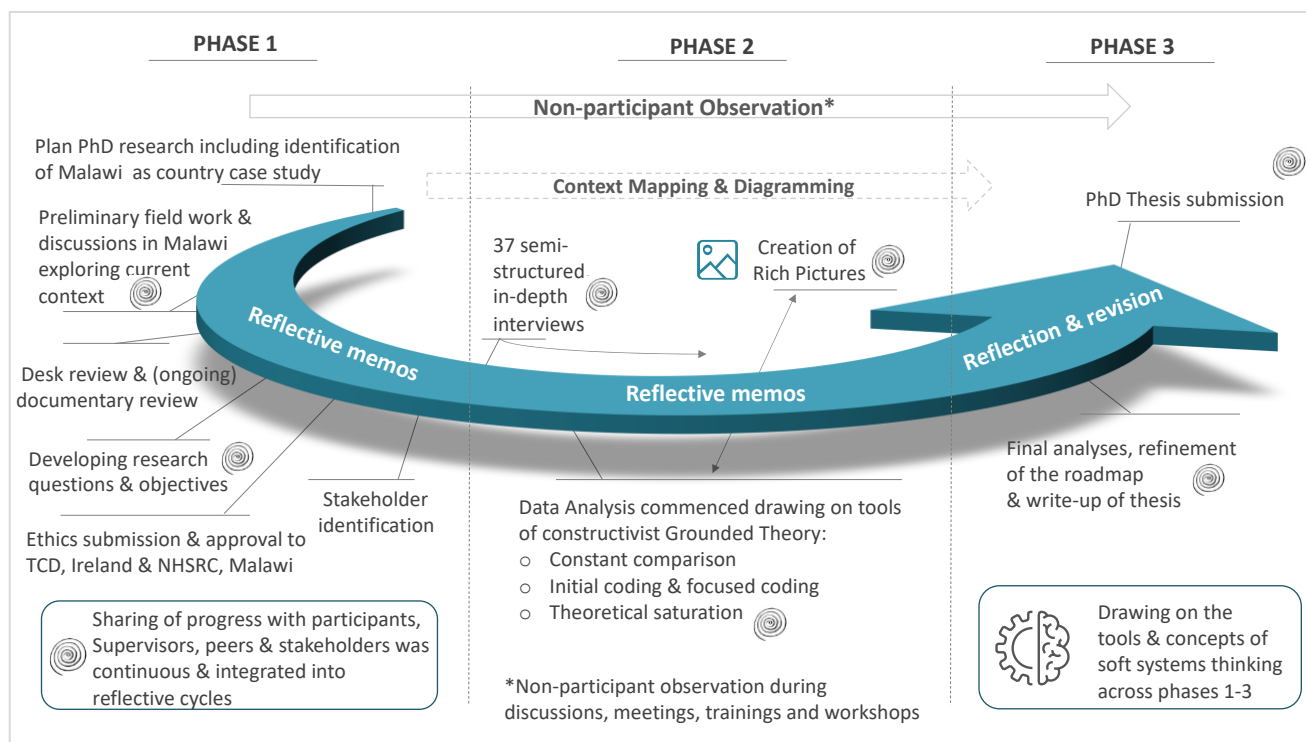 PHASE 1
PHASE 2
PHASE 3
Non-participant Observation*
Plan PhD research including identification
of Malawi as country case study
Context Mapping & Diagramming
PhD Thesis submission
Preliminary field work &
discussions in Malawi
exploring current
context
37 semi-
structured
in-depth
interviews
Creation of
Rich Pictures
Reflective memos
Reflective memos
Reflection & revision
Desk review & (ongoing)
documentary review
Developing research
questions & objectives
Stakeholder
identification
Ethics submission & approval to
TCD, Ireland & NHSRC, Malawi
Data Analysis commenced drawing on tools
of constructivist Grounded Theory:
o Constant comparison
o Initial coding & focused coding
o Theoretical saturation
Final analyses, refinement
of the roadmap
& write-up of thesis
Sharing of progress with participants,
Supervisors, peers & stakeholders was
continuous & integrated into
reflective cycles
*Non-participant observation during
discussions, meetings, trainings and workshops
Drawing on the
tools & concepts of
soft systems thinking
across phases 1-3